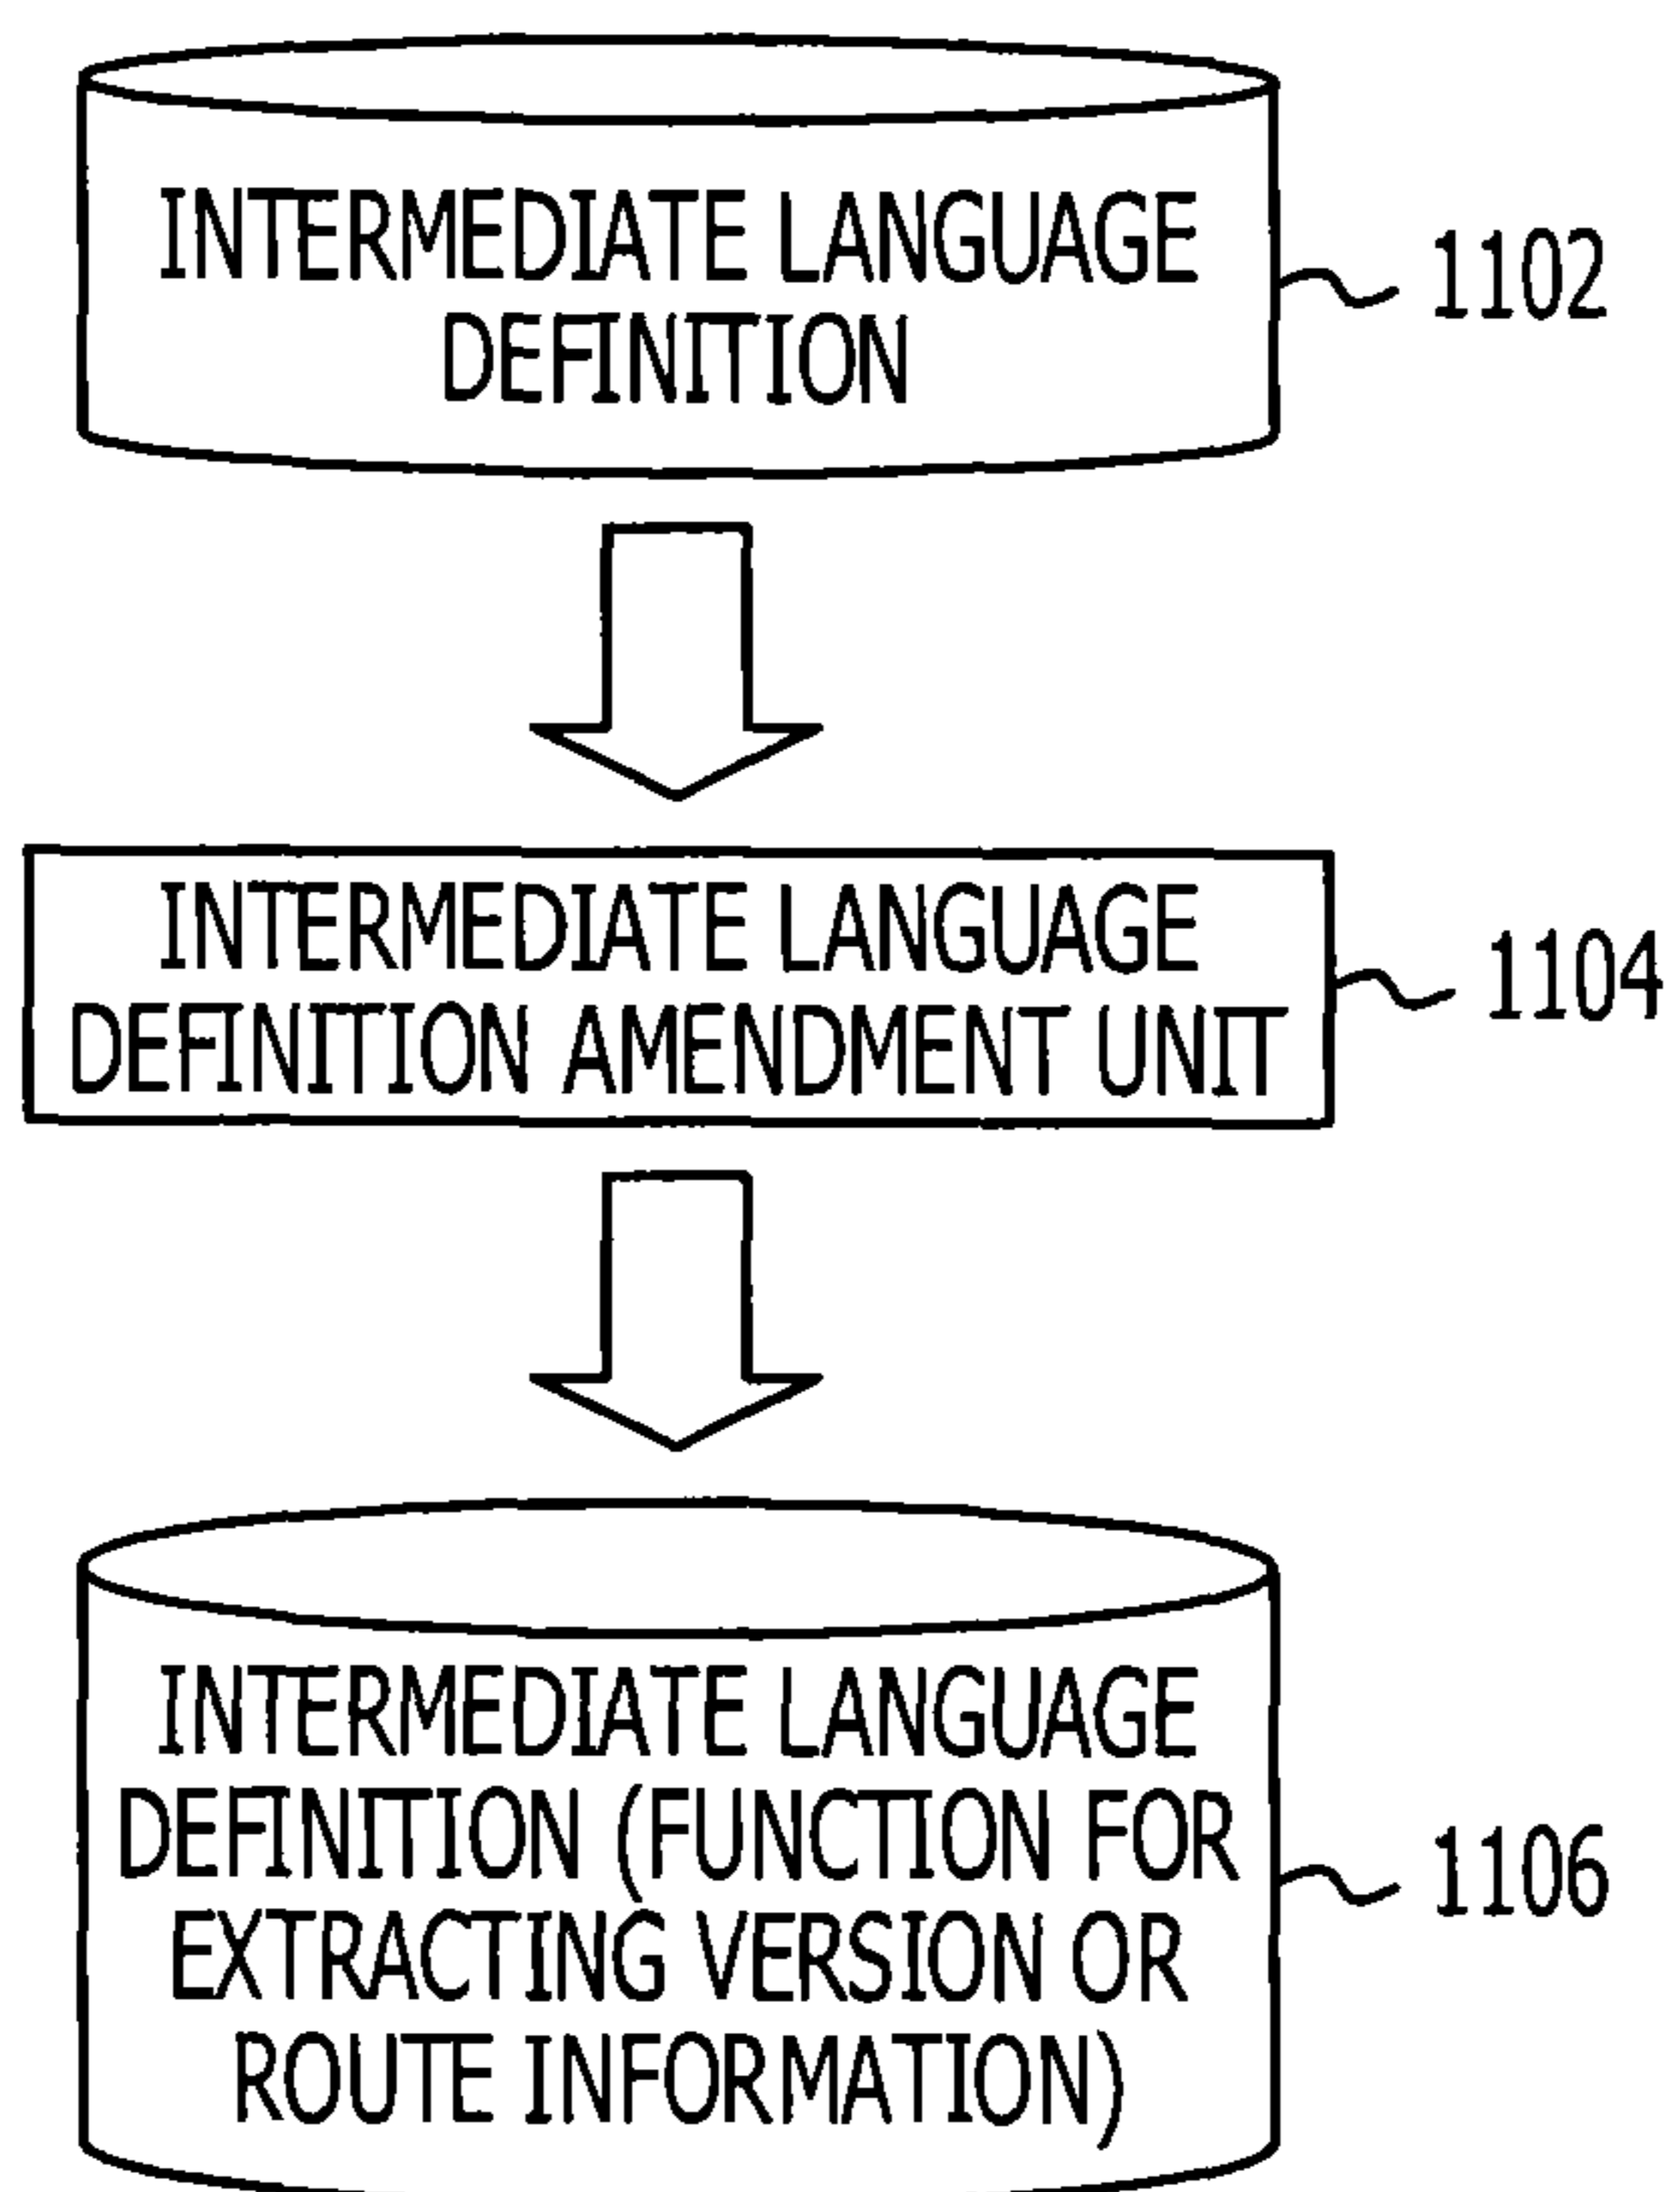 INTERMEDIATE LANGUAGE
DEFINITION
1102
INTERMEDIATE LANGUAGE
DEFINITION AMENDMENT UNIT
1104
INTERMEDIATE LANGUAGE
DEFINITION (FUNCTION FOR
EXTRACTING VERSION OR
ROUTE INFORMATION)
1106